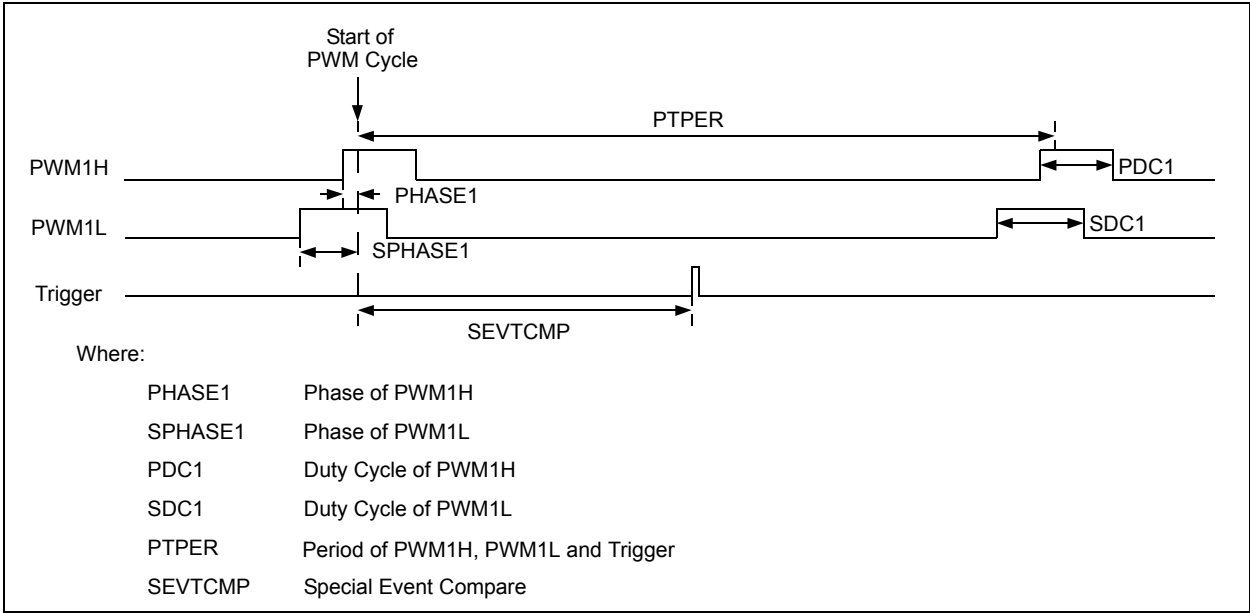 Start of
PWM Cycle
PTPER
PWM1H
PDC1
PHASE1
PWM1L
SDC1
SPHASE1
Trigger
SEVTCMP
Where:
PHASE1 Phase of PWM1H
SPHASE1 Phase of PWM1L
PDC1 Duty Cycle of PWM1H
SDC1 Duty Cycle of PWM1L
PTPER Period of PWM1H, PWM1L and Trigger
SEVTCMP Special Event Compare